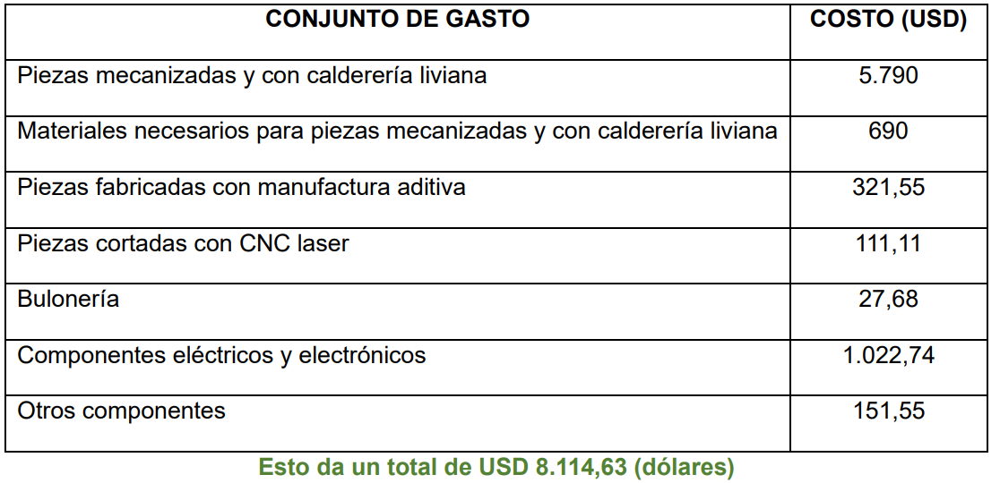 CONJUNTO DE GASTO COSTO (USD)
Piezas mecanizadas y con calderería liviana 5.790
Materiales necesarios para piezas mecanizadas y con calderería liviana 690
Piezas fabricadas con manufactura aditiva 321,55
Piezas cortadas con CNC laser 111,11
Bulonería 27,68
Componentes eléctricos y electrónicos 1.022,74
Otros componentes 151,55
Esto da un total de USD 8.114,63 (dólares)